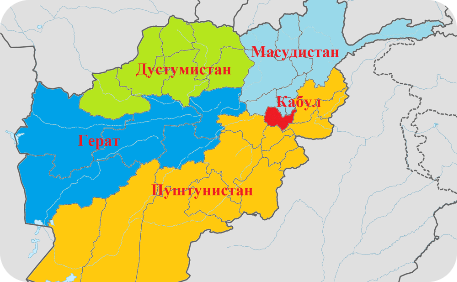 Масудистан
Дустумистан
Кабул
Герат
Пуштунистан